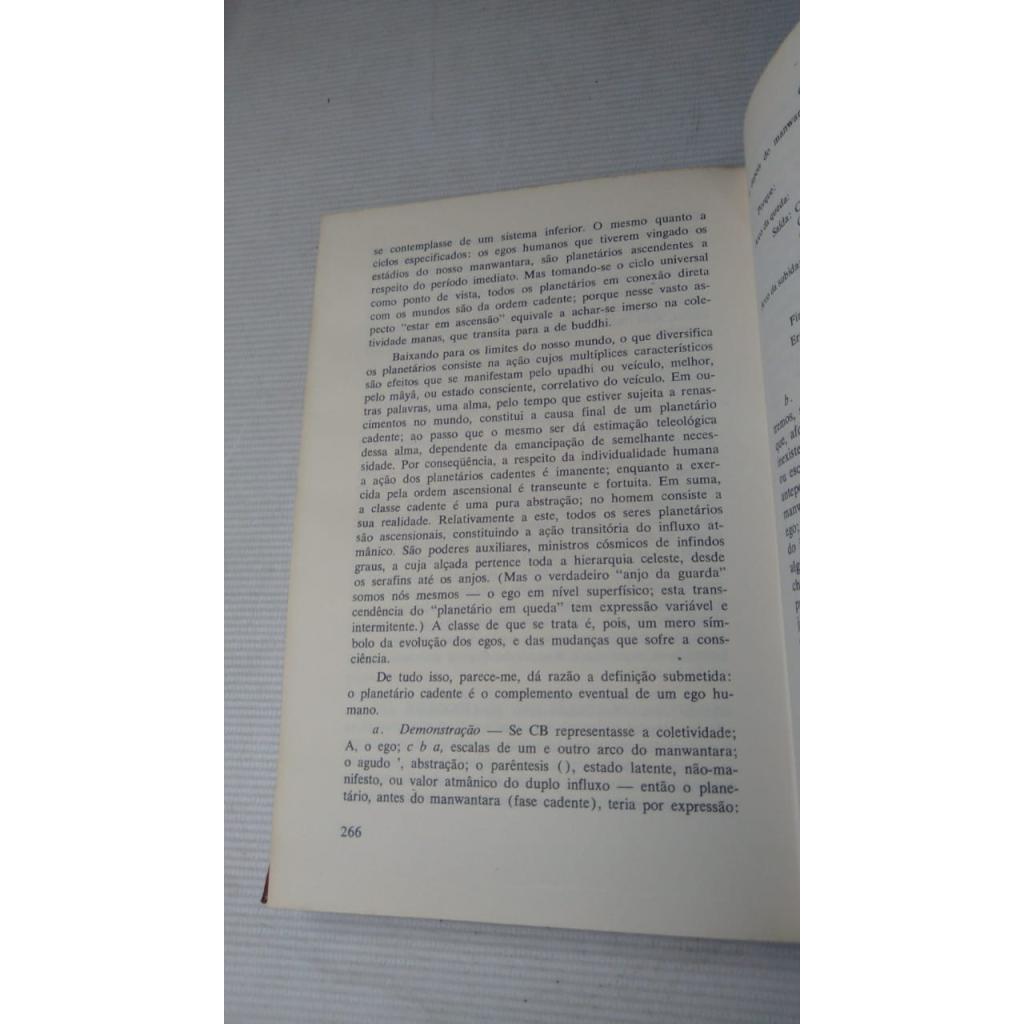 se contemplasse de um sistema inferior. O mesmo quanto a
ciclos especificados: os egos humanos que tiverem vingado os
estádios do nosso manwantara, são planetários ascendentes a
respeito do período imediato. Mas tomando-se o ciclo universal
como ponto de vista, todos os planetários em conexão direta
com os mundos são da ordem cadente; porque nesse vasto as-
pecto "estar em ascensão" equivale a achar-se imerso na cole-
tividade manas, que transita para a de buddhi.
Baixando para os limites do nosso mundo, o que diversifica
os planetários consiste na ação cujos multíplices característicos
são efeitos que se manifestam pelo upadhi ou veículo, melhor,
pelo mâyâ, ou estado consciente, correlativo do veículo. Em ou-
tras palavras, uma alma, pelo tempo que estiver sujeita a renas-
cimentos no mundo, constitui a causa final de um planetário
cadente; ao passo que o mesmo ser dá estimação teleológica
dessa alma, dependente da emancipação de semelhante neces-
sidade. Por conseqüência, a respeito da individualidade humana
a ação dos planetários cadentes é imanente; enquanto a exer-
cida pela ordem ascensional é transeunte e fortuita. Em suma,
a classe cadente é uma pura abstração; no homem consiste a
sua realidade. Relativamente a este, todos os seres planetários
são ascensionais, constituindo a ação transitória do influxo at-
mânico. São poderes auxiliares, ministros cósmicos de infindos
graus, a cuja alçada pertence toda a hierarquia celeste, desde
os serafins até os anjos. (Mas o verdadeiro "anjo da guarda"
somos nós mesmos — o ego em nível superfísico; esta trans-
cendência do "planetário em queda" tem expressão variável e
intermitente.) A classe de que se trata é, pois, um mero sím-
bolo da evolução dos egos, e das mudanças que sofre a cons-
ciência.
De tudo isso, parece-me, dá razão a definição submetida:
o planetário cadente é o complemento eventual de um ego hu-
mano.
a. Demonstração — Se CB representasse a coletividade;
A, o ego; c b a, escalas de um e outro arco do manwantara;
o agudo ', abstração; o parêntesis (), estado latente, não-ma-
nifesto, ou valor atmânico do duplo influxo — então o plane-
tário, antes do manwantara (fase cadente), teria por expressão:
266
do manwan
Porque:
da queda:
Saída:
da subida:
b.
remos,
que,
ou
ego;
do